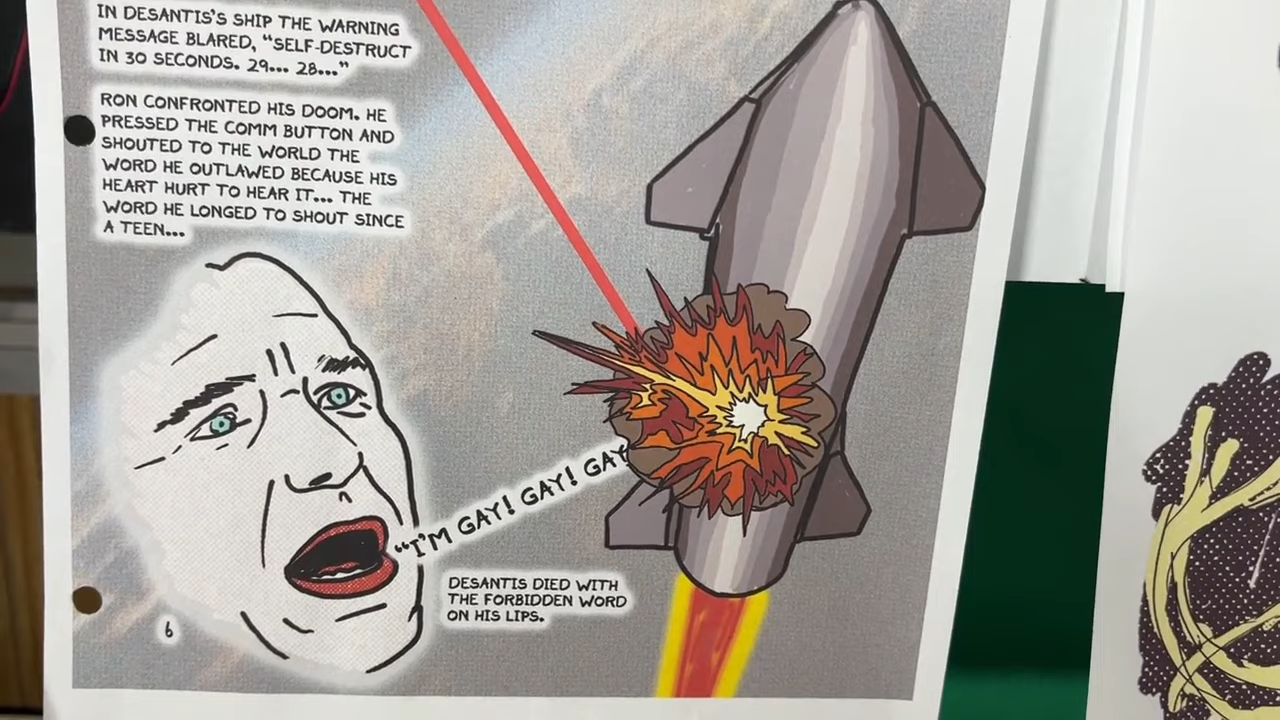 IN DESANTIS'S SHIP THE WARNING
MESSAGE BLARED, "SELF-DESTRUCT
IN 30 SECONDS. 29... 28..."
RON CONFRONTED HIS DOOM. HE
PRESSED THE COMM BUTTON AND
SHOUTED TO THE WORLD THE
WORD HE OUTLAWED BECAUSE HIS
HEART HURT TO HEAR IT... THE
WORD HE LONGED TO SHOUT SINCE
A TEEN...
"I'M GAY! GAY! GAY
DESANTIS DIED WITH
THE FORBIDDEN WORD
ON HIS LIPS.
6